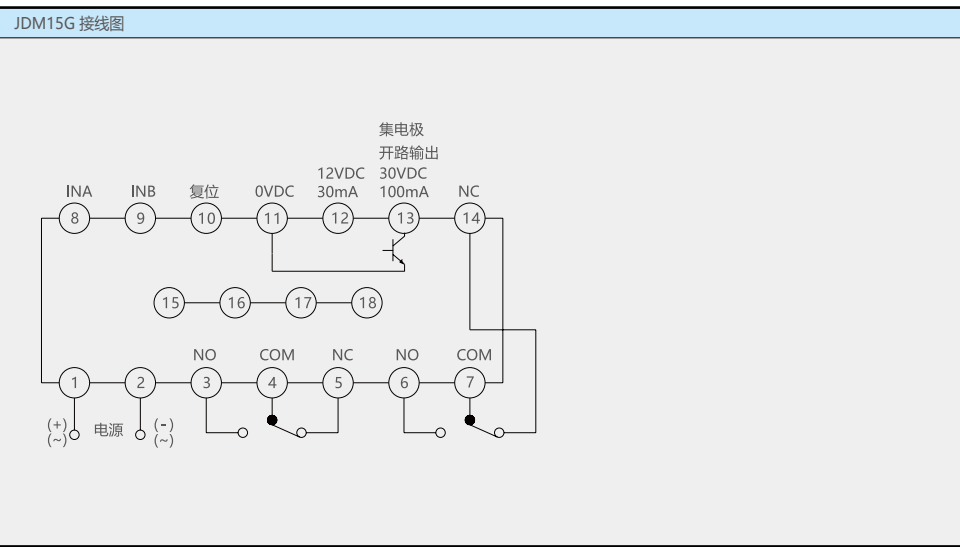 JDM15G 接线图
集电极
开路输出
12VDC 30VDC
INA INB 复位 0VDC 30mA 100mA NC
8 9 10 11 12 13 14
15 16 17 18
NO COM NC NO COM
1 2 3 4 5 6 7
(+) 电源 (-)
(~) (~)